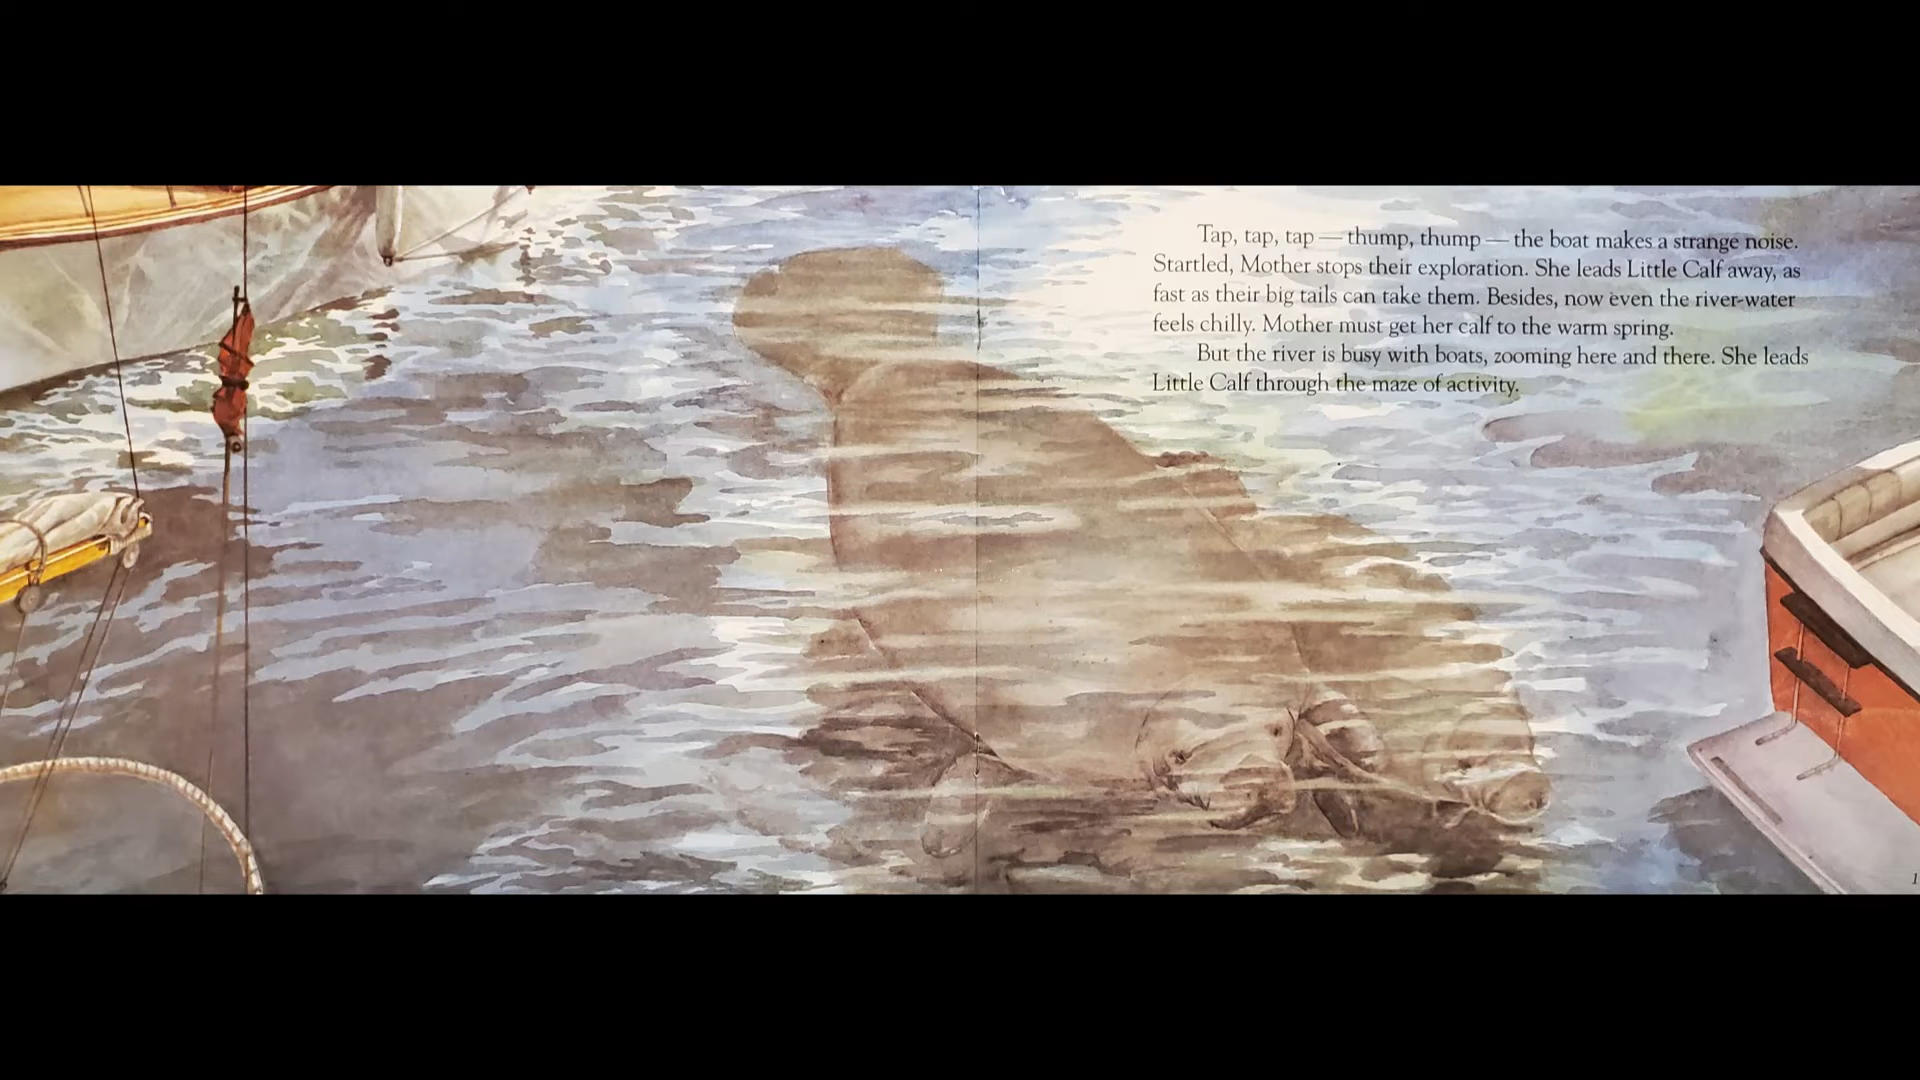 Tap, tap, tap — thump, thump — the boat makes a strange noise.
Startled, Mother stops their exploration. She leads Little Calf away, as
fast as their big tails can take them. Besides, now even the river-water
feels chilly. Mother must get her calf to the warm spring.
But the river is busy with boats, zooming here and there. She leads
Little Calf through the maze of activity.